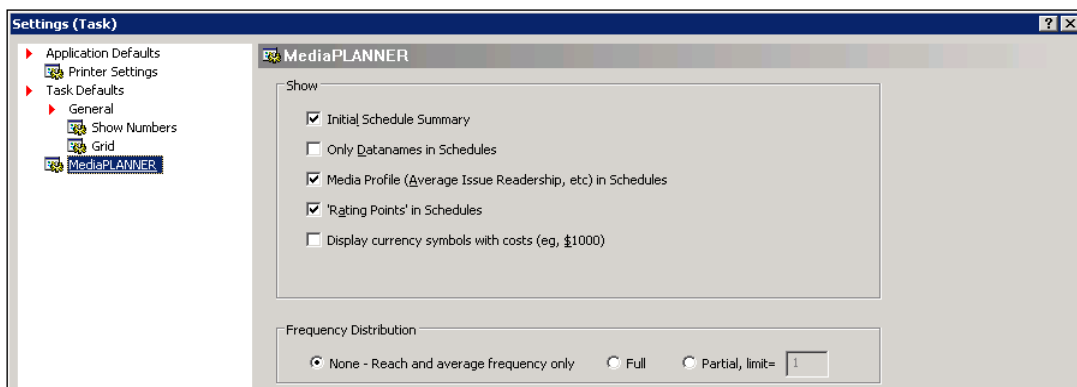 Settings (Task)
? X
Application Defaults
Printer Settings
Task Defaults
General
Show Numbers
Grid
MediaPLANNER
MediaPLANNER
Show
Initial Schedule Summary
Only Datanames in Schedules
Media Profile (Average Issue Readership, etc) in Schedules
'Rating Points' in Schedules
Display currency symbols with costs (eg, $1000)
Frequency Distribution
None - Reach and average frequency only Full Partial, limit= 1